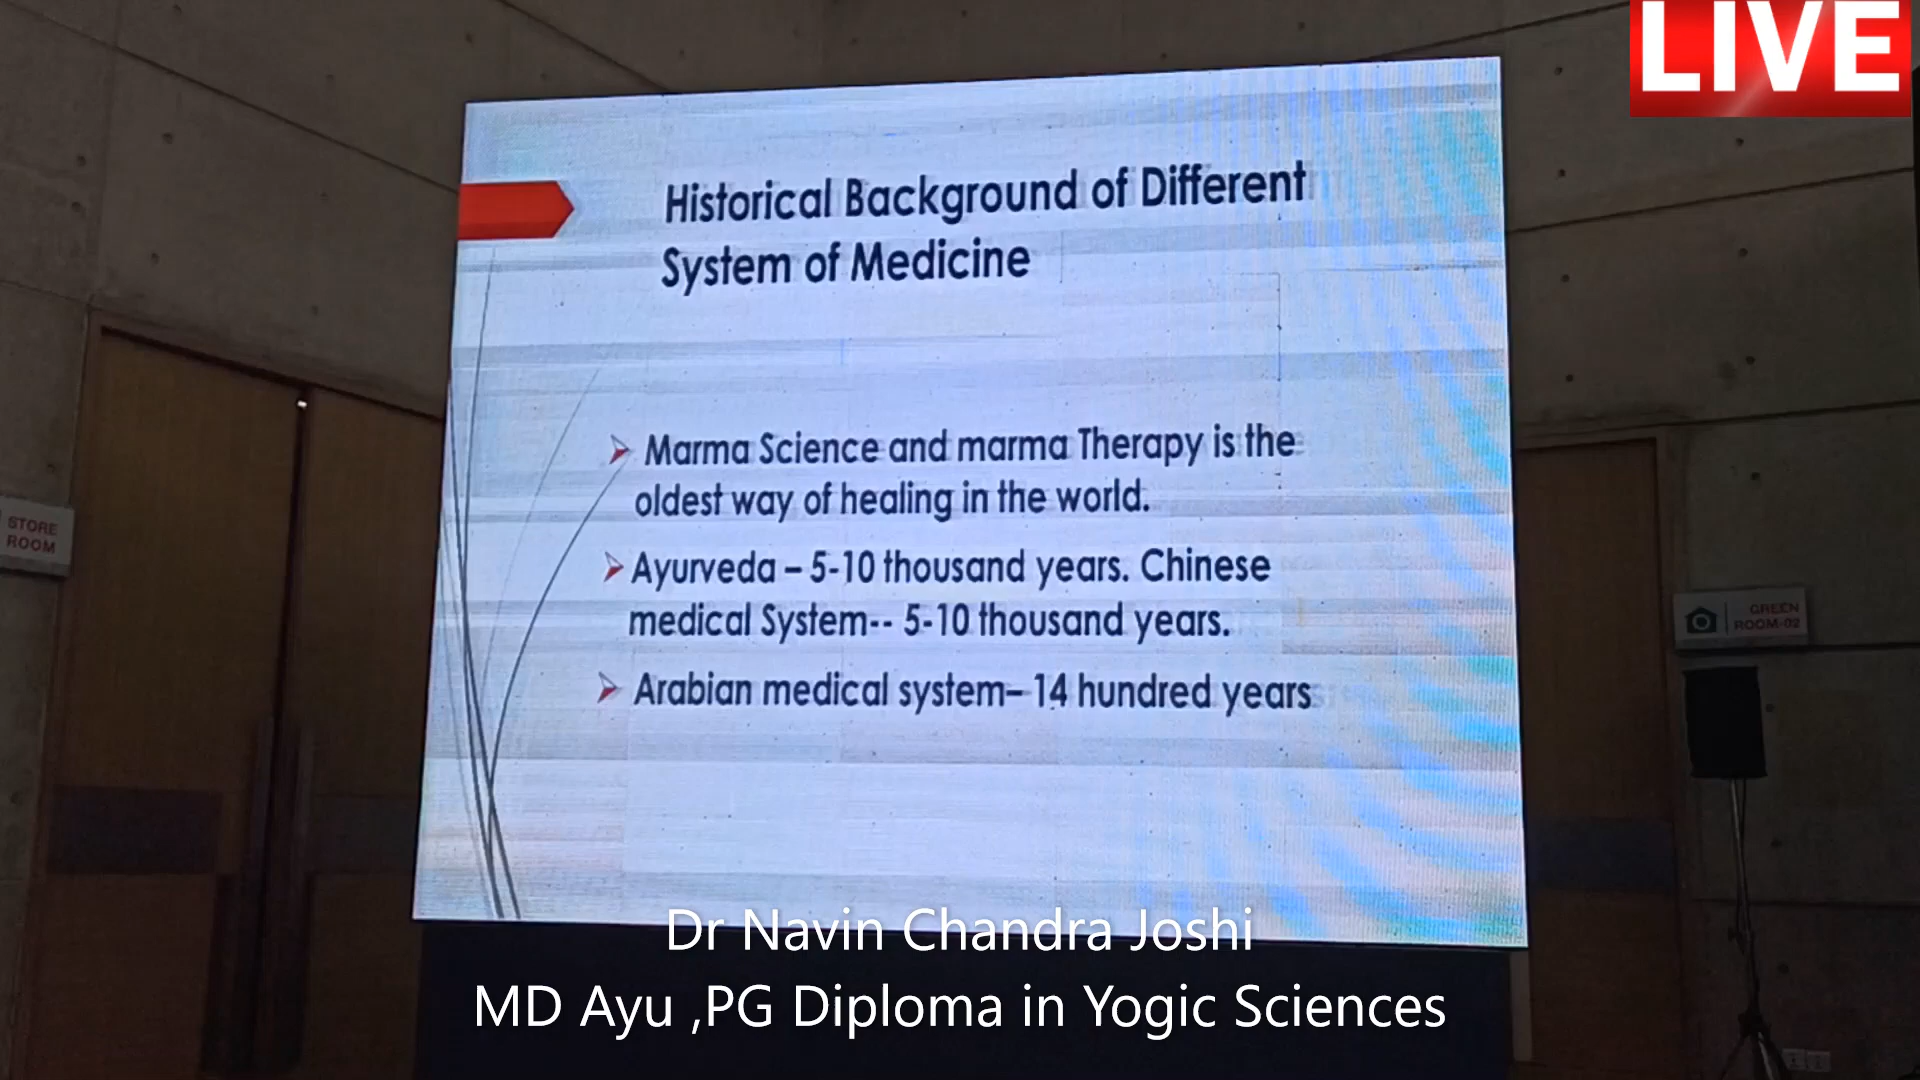 LIVE
Historical Background of Different
System of Medicine
Marma Science and marma Therapy is the
oldest way of healing in the world.
Ayurveda – 5-10 thousand years. Chinese
medical System-- 5-10 thousand years.
Arabian medical system– 14 hundred years
STORE
ROOM
GREEN
ROOM-02
Dr Navin Chandra Joshi
MD Ayu ,PG Diploma in Yogic Sciences